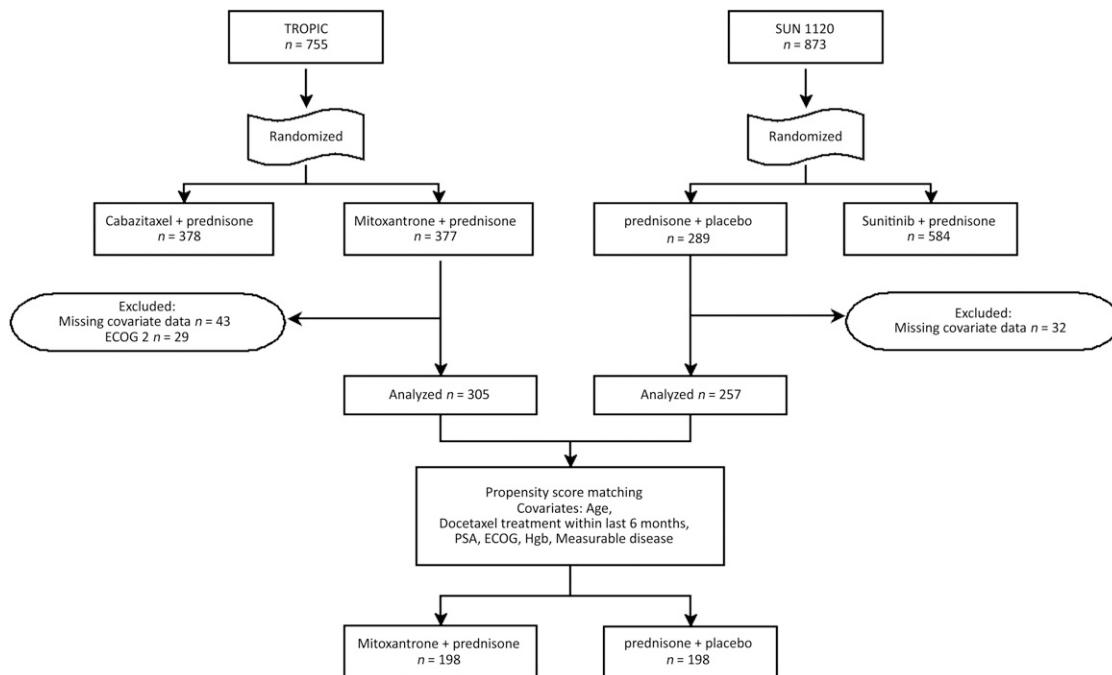 TROPIC
n = 755
SUN 1120
n = 873
Randomized
Randomized
Cabazitaxel + prednisone
n = 378
Mitoxantrone + prednisone
n = 377
prednisone + placebo
n = 289
Sunitinib + prednisone
n = 584
Excluded:
Missing covariate data n = 43
ECOG 2 n = 29
Excluded:
Missing covariate data n = 32
Analyzed n = 305
Analyzed n = 257
Propensity score matching
Covariates: Age,
Docetaxel treatment within last 6 months,
PSA, ECOG, Hgb, Measurable disease
Mitoxantrone + prednisone
n = 198
prednisone + placebo
n = 198